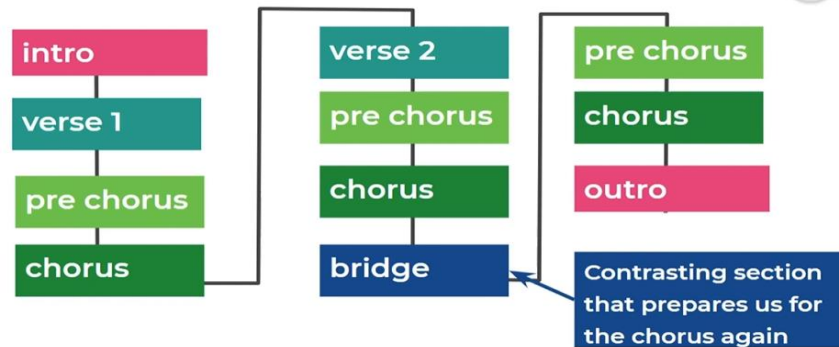 intro
verse 1
pre chorus
chorus
verse 2
pre chorus
chorus
bridge
pre chorus
chorus
outro
Contrasting section
that prepares us for
the chorus again